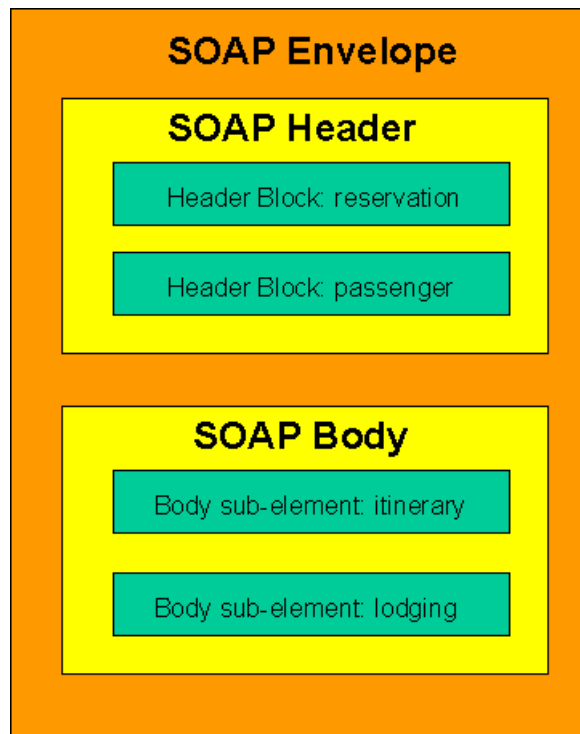 SOAP Envelope
SOAP Header
Header Block: reservation
Header Block: passenger
SOAP Body
Body sub-element: itinerary
Body sub-element: lodging